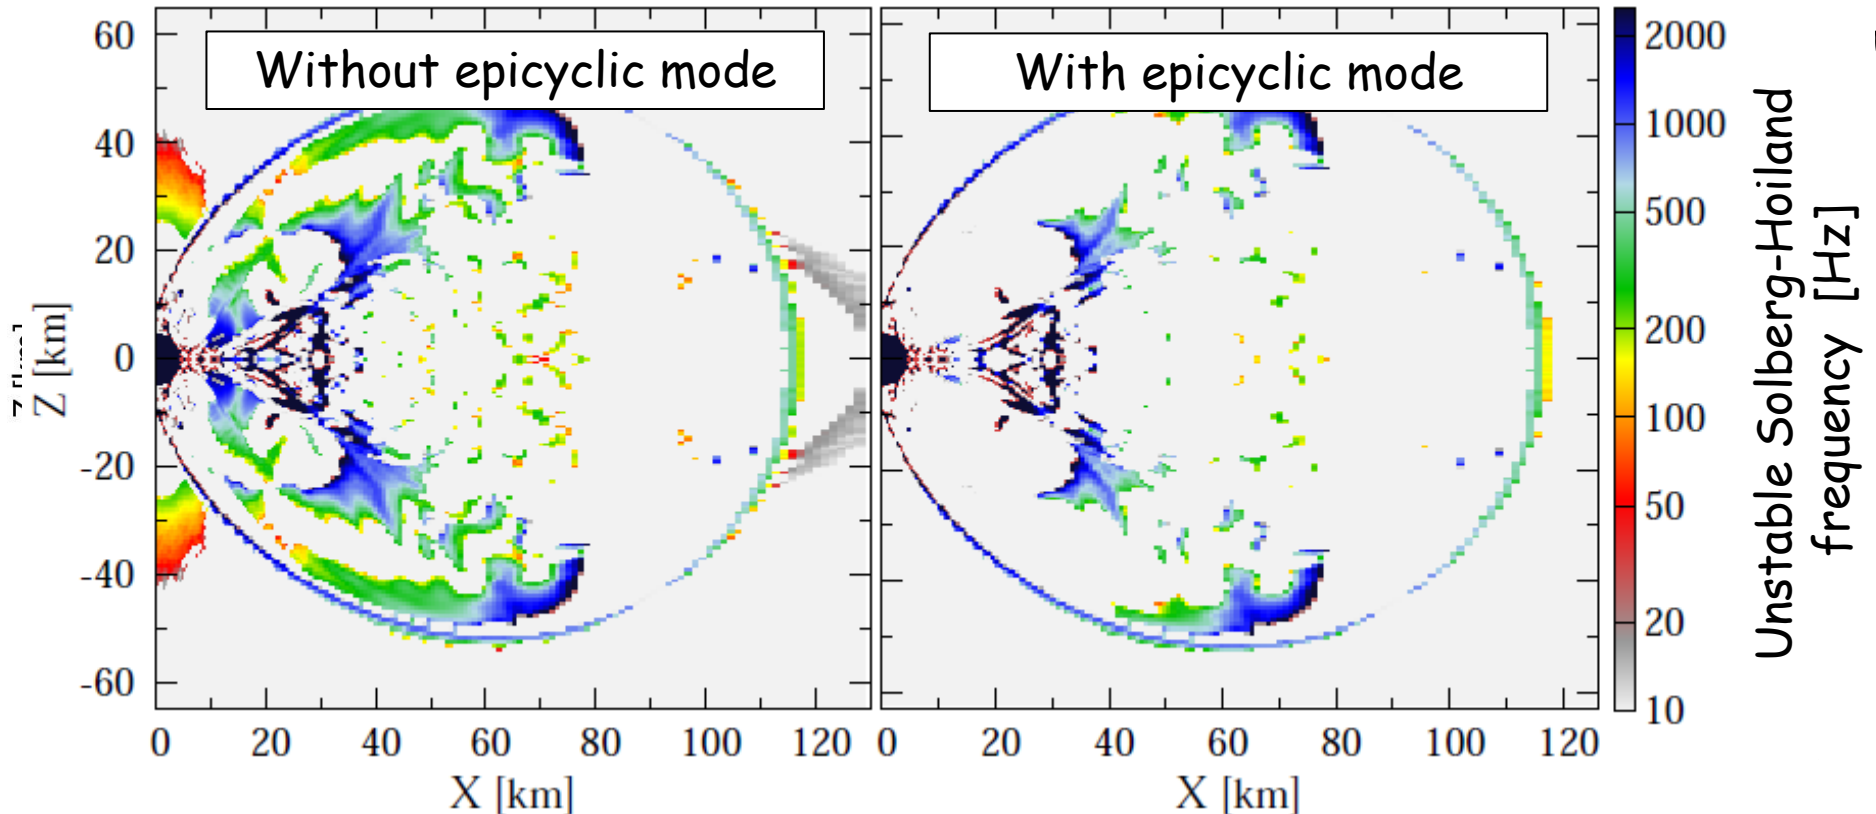 Without epicyclic mode
With epicyclic mode
60
40
20
0
-20
-40
-60
Z [km]
0 20 40 60 80 100 120
X [km]
0 20 40 60 80 100 120
X [km]
2000
1000
500
200
100
50
20
10
Unstable Solberg-Hoiland
frequency [Hz]